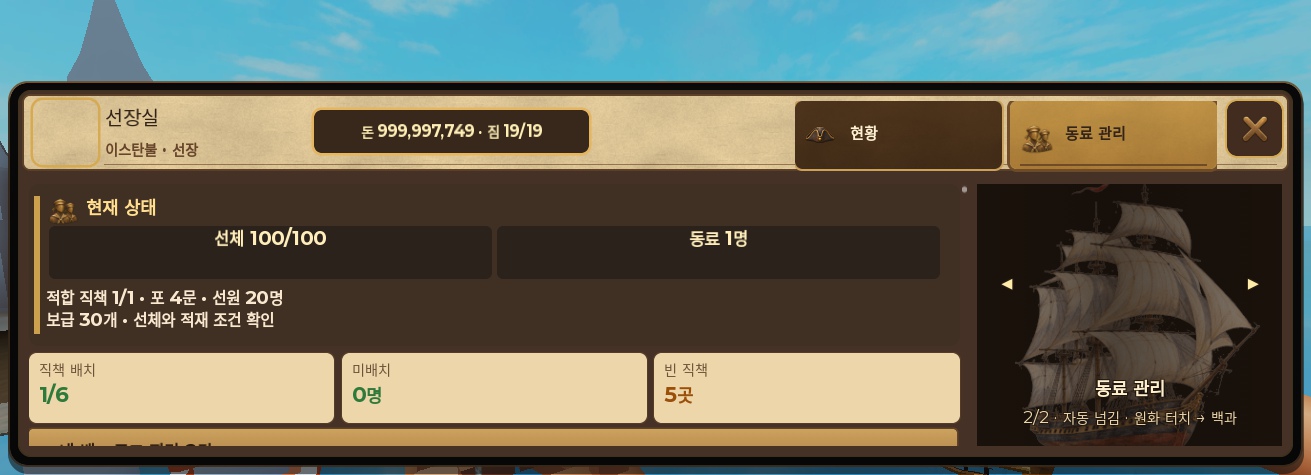 선장실
이스탄불 · 선장
돈 999,997,749 · 짐 19/19
현황
동료 관리
현재 상태
선체 100/100
동료 1명
적합 직책 1/1 · 포 4문 · 선원 20명
보급 30개 · 선체와 적재 조건 확인
직책 배치
1/6
미배치
0명
빈 직책
5곳
동료 관리
2/2 · 자동 넘김 · 원화 터치 → 백과